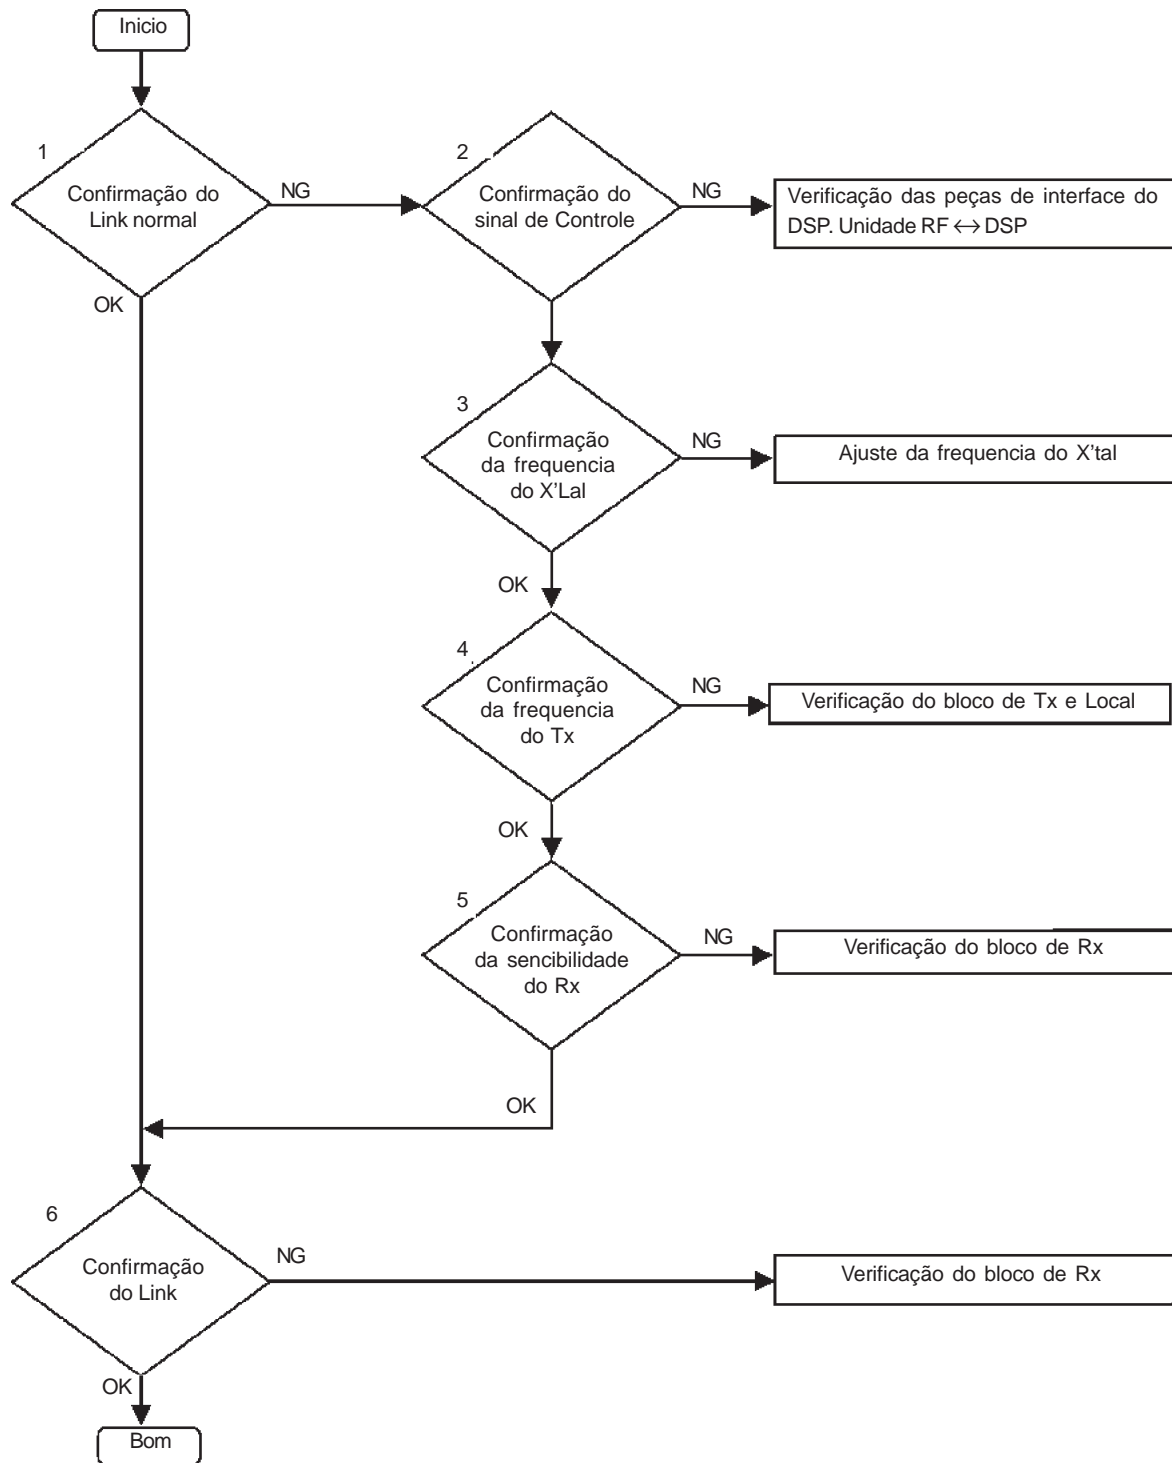 Inicio
1
Confirmação do
Link normal
NG
OK
2
Confirmação do
sinal de Controle
NG
Verificação das peças de interface do
DSP. Unidade RF ↔ DSP
3
Confirmação
da frequencia
do X'Lal
NG
Ajuste da frequencia do X'tal
OK
4
Confirmação
da frequencia
do Tx
NG
Verificação do bloco de Tx e Local
OK
5
Confirmação
da sencibilidade
do Rx
NG
Verificação do bloco de Rx
OK
6
Confirmação
do Link
NG
Verificação do bloco de Rx
OK
Bom